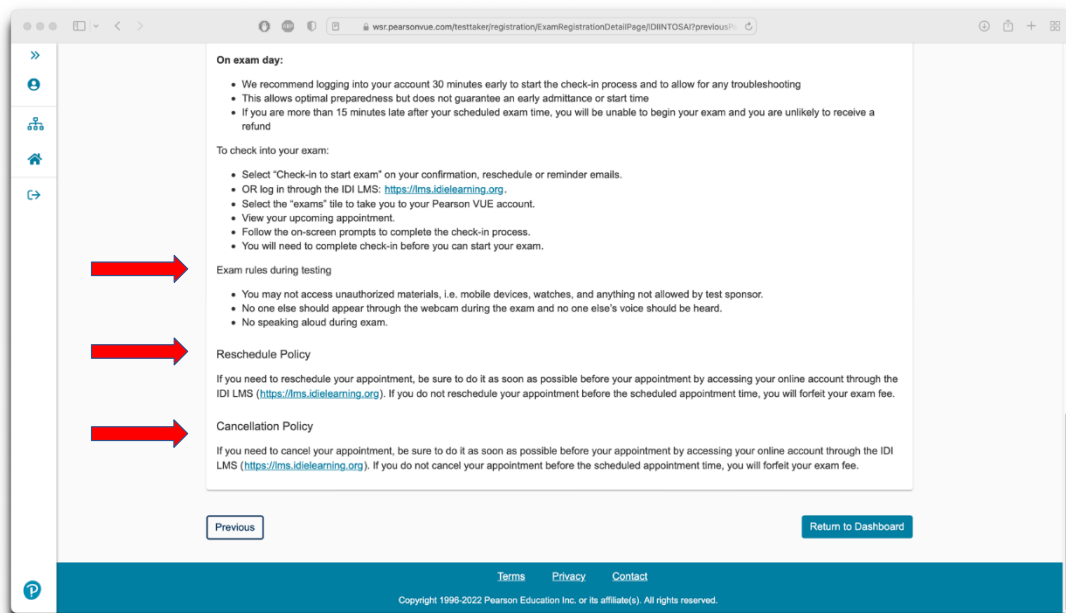 wsr.pearsonvue.com/testtaker/registration/ExamRegistrationDetailPage/IDIINTOSAI?previousP
On exam day:
• We recommend logging into your account 30 minutes early to start the check-in process and to allow for any troubleshooting
• This allows optimal preparedness but does not guarantee an early admittance or start time
• If you are more than 15 minutes late after your scheduled exam time, you will be unable to begin your exam and you are unlikely to receive a
refund
To check into your exam:
• Select "Check-in to start exam" on your confirmation, reschedule or reminder emails.
• OR log in through the IDI LMS: https://lms.idielearning.org.
• Select the "exams" tile to take you to your Pearson VUE account.
• View your upcoming appointment.
• Follow the on-screen prompts to complete the check-in process.
• You will need to complete check-in before you can start your exam.
Exam rules during testing
• You may not access unauthorized materials, i.e. mobile devices, watches, and anything not allowed by test sponsor.
• No one else should appear through the webcam during the exam and no one else's voice should be heard.
• No speaking aloud during exam.
Reschedule Policy
If you need to reschedule your appointment, be sure to do it as soon as possible before your appointment by accessing your online account through the
IDI LMS (https://lms.idielearning.org). If you do not reschedule your appointment before the scheduled appointment time, you will forfeit your exam fee.
Cancellation Policy
If you need to cancel your appointment, be sure to do it as soon as possible before your appointment by accessing your online account through the IDI
LMS (https://lms.idielearning.org). If you do not cancel your appointment before the scheduled appointment time, you will forfeit your exam fee.
Previous
Return to Dashboard
Terms Privacy Contact
Copyright 1996-2022 Pearson Education Inc. or its affiliate(s). All rights reserved.